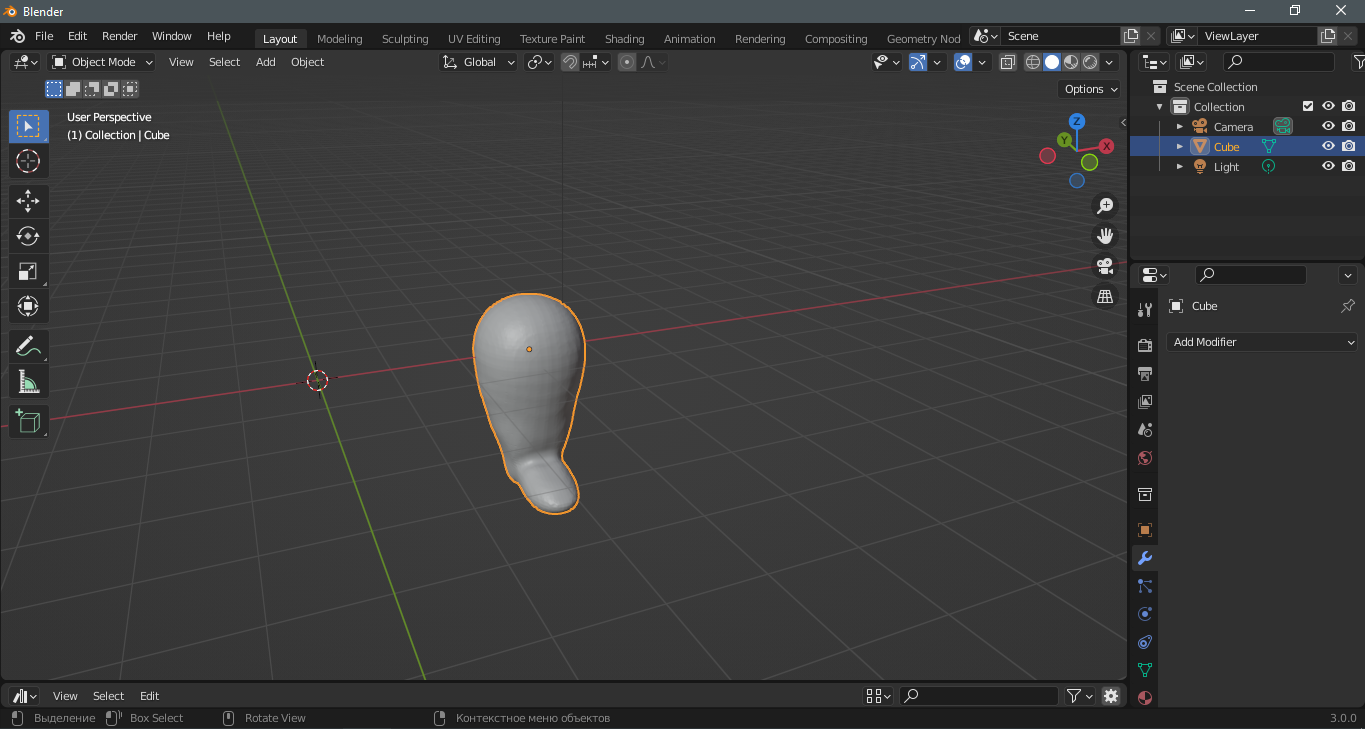 Blender
File Edit Render Window Help Layout Modeling Sculpting UV Editing Texture Paint Shading Animation Rendering Compositing Geometry Nod Scene ViewLayer
Object Mode View Select Add Object Global
Options
User Perspective
(1) Collection | Cube
Z
Y
X
Scene Collection
Collection
Camera
Cube
Light
Cube
Add Modifier
View Select Edit
Выделение Box Select Rotate View Контекстное меню объектов 3.0.0